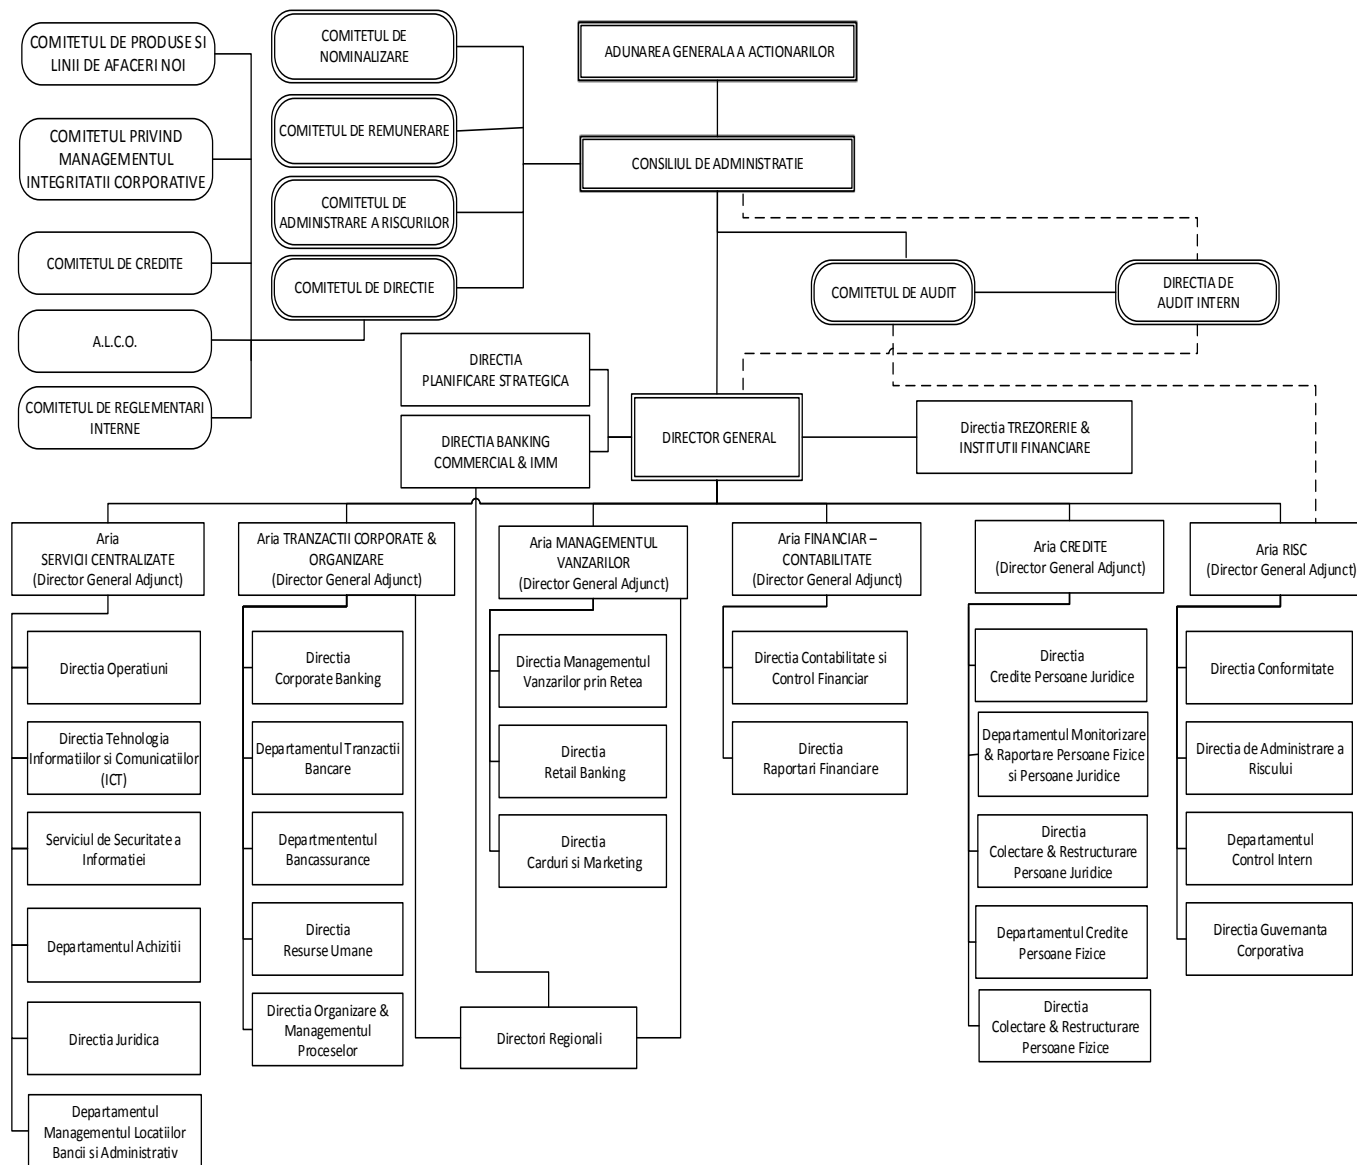 COMITETUL DE PRODUSE SI
LINII DE AFACERI NOI
COMITETUL PRIVIND
MANAGEMENTUL
INTEGRITATII CORPORATIVE
COMITETUL DE CREDITE
A.L.C.O.
COMITETUL DE REGLEMENTARI
INTERNE
COMITETUL DE
NOMINALIZARE
COMITETUL DE REMUNERARE
COMITETUL DE
ADMINISTRARE A RISCURILOR
COMITETUL DE DIRECTIE
ADUNAREA GENERALA A ACTIONARILOR
CONSILIUL DE ADMINISTRATIE
COMITETUL DE AUDIT
DIRECTIA DE
AUDIT INTERN
DIRECTIA
PLANIFICARE STRATEGICA
DIRECTIA BANKING
COMMERCIAL & IMM
DIRECTOR GENERAL
Directia TREZORERIE &
INSTITUTII FINANCIARE
Aria
SERVICII CENTRALIZATE
(Director General Adjunct)
Directia Operatiuni
Directia Tehnologia
Informatiilor si Comunicatiilor
(ICT)
Serviciul de Securitate a
Informatiei
Departamentul Achizitii
Directia Juridica
Departamentul
Managementul Locatiilor
Bancii si Administrativ
Aria TRANZACTII CORPORATE &
ORGANIZARE
(Director General Adjunct)
Directia
Corporate Banking
Departamentul Tranzactii
Bancare
Departmententul
Bancassurance
Directia
Resurse Umane
Directia Organizare &
Managementul
Proceselor
Aria MANAGEMENTUL
VANZARILOR
(Director General Adjunct)
Directia Managementul
Vanzarilor prin Retea
Directia
Retail Banking
Directia
Carduri si Marketing
Directori Regionali
Aria FINANCIAR –
CONTABILITATE
(Director General Adjunct)
Directia Contabilitate si
Control Financiar
Directia
Raportari Financiare
Aria CREDITE
(Director General Adjunct)
Directia
Credite Persoane Juridice
Departamentul Monitorizare
& Raportare Persoane Fizice
si Persoane Juridice
Directia
Colectare & Restructurare
Persoane Juridice
Departamentul Credite
Persoane Fizice
Directia
Colectare & Restructurare
Persoane Fizice
Aria RISC
(Director General Adjunct)
Directia Conformitate
Directia de Administrare a
Riscului
Departamentul
Control Intern
Directia Guvernanta
Corporativa